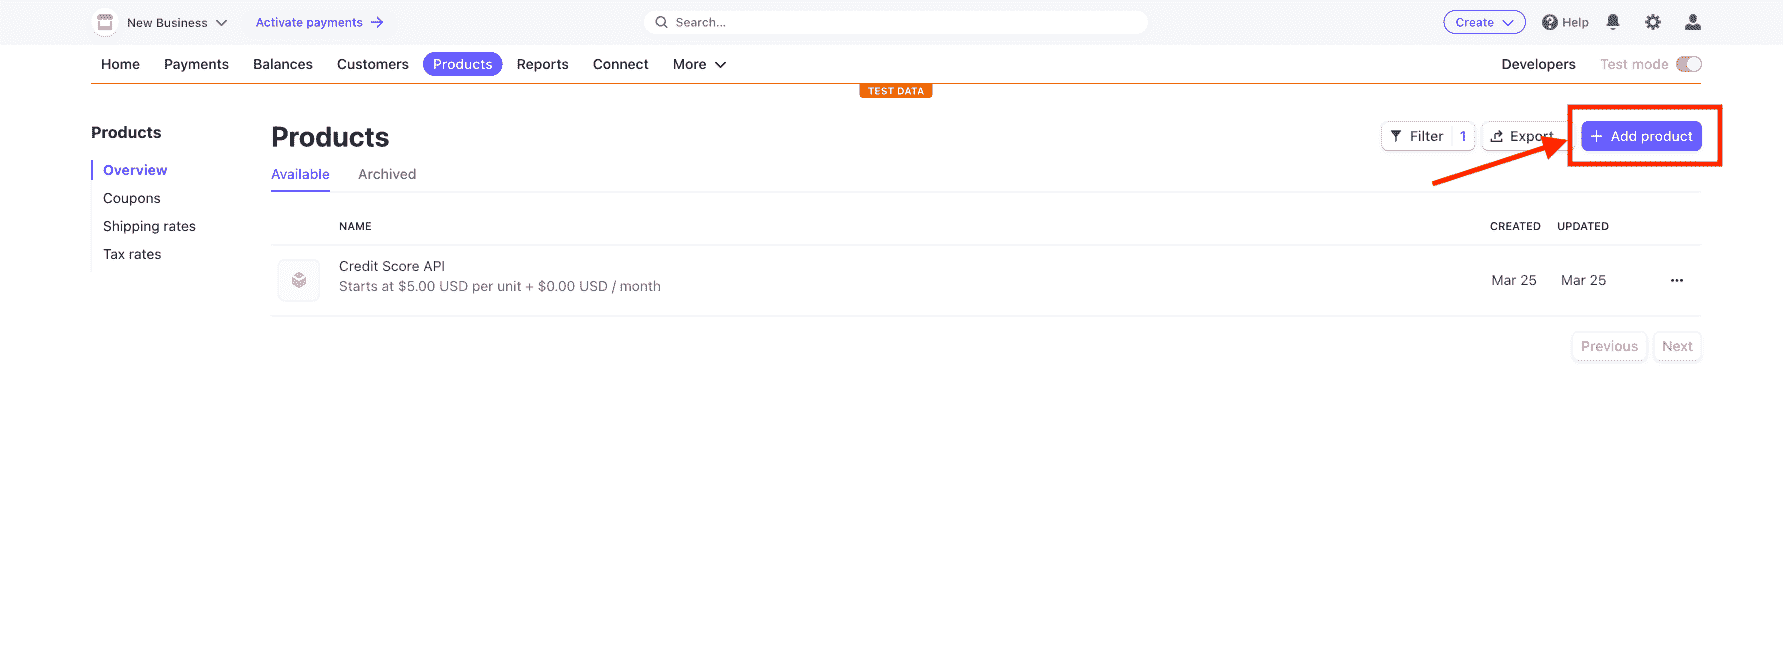 New Business Activate payments → Search... Create Help
Home Payments Balances Customers Products Reports Connect More Developers Test mode
TEST DATA
Products
Overview
Coupons
Shipping rates
Tax rates
Products
Filter 1 Export + Add product
Available Archived
NAME CREATED UPDATED
Credit Score API
Starts at $5.00 USD per unit + $0.00 USD / month
Mar 25 Mar 25 ...
Previous Next